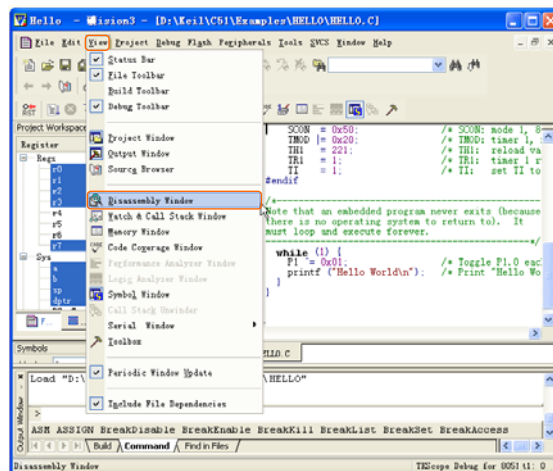 Hello - µVision3 - [D:\Keil\C51\Examples\HELLO\HELLO.C]
File Edit View Project Debug Flash Peripherals Tools SVCS Window Help
Status Bar
File Toolbar
Build Toolbar
Debug Toolbar
Project Window
Output Window
Source Browser
Disassembly Window
Watch & Call Stack Window
Memory Window
Code Coverage Window
Performance Analyzer Window
Logic Analyzer Window
Symbol Window
Call Stack Unwinder
Serial Window
Toolbox
Periodic Window Update
Include File Dependencies
Project Workspace
Register
Regs
r0
r1
r2
r3
r4
r5
r6
r7
Sys
a
b
sp
dptr
F...
SCON = 0x50; /* SCON: mode 1, 8-
TMOD |= 0x20; /* TMOD: timer 1,
TH1 = 221; /* TH1: reload va
TR1 = 1; /* TR1: timer 1 r
TI = 1; /* TI: set TI to
#endif
/*-
Note that an embedded program never exits (because
there is no operating system to return to). It
must loop and execute forever.
-*/
while (1) {
P1 ^= 0x01; /* Toggle P1.0 eac
printf ("Hello World\n"); /* Print "Hello Wo
}
}
Symbols
LLO.C
Load "D:\ \HELLO"
>
ASM ASSIGN BreakDisable BreakEnable BreakKill BreakList BreakSet BreakAccess
Output Window
Build Command Find in Files
Disassembly Window
TKScope Debug for 8051 t1: 0